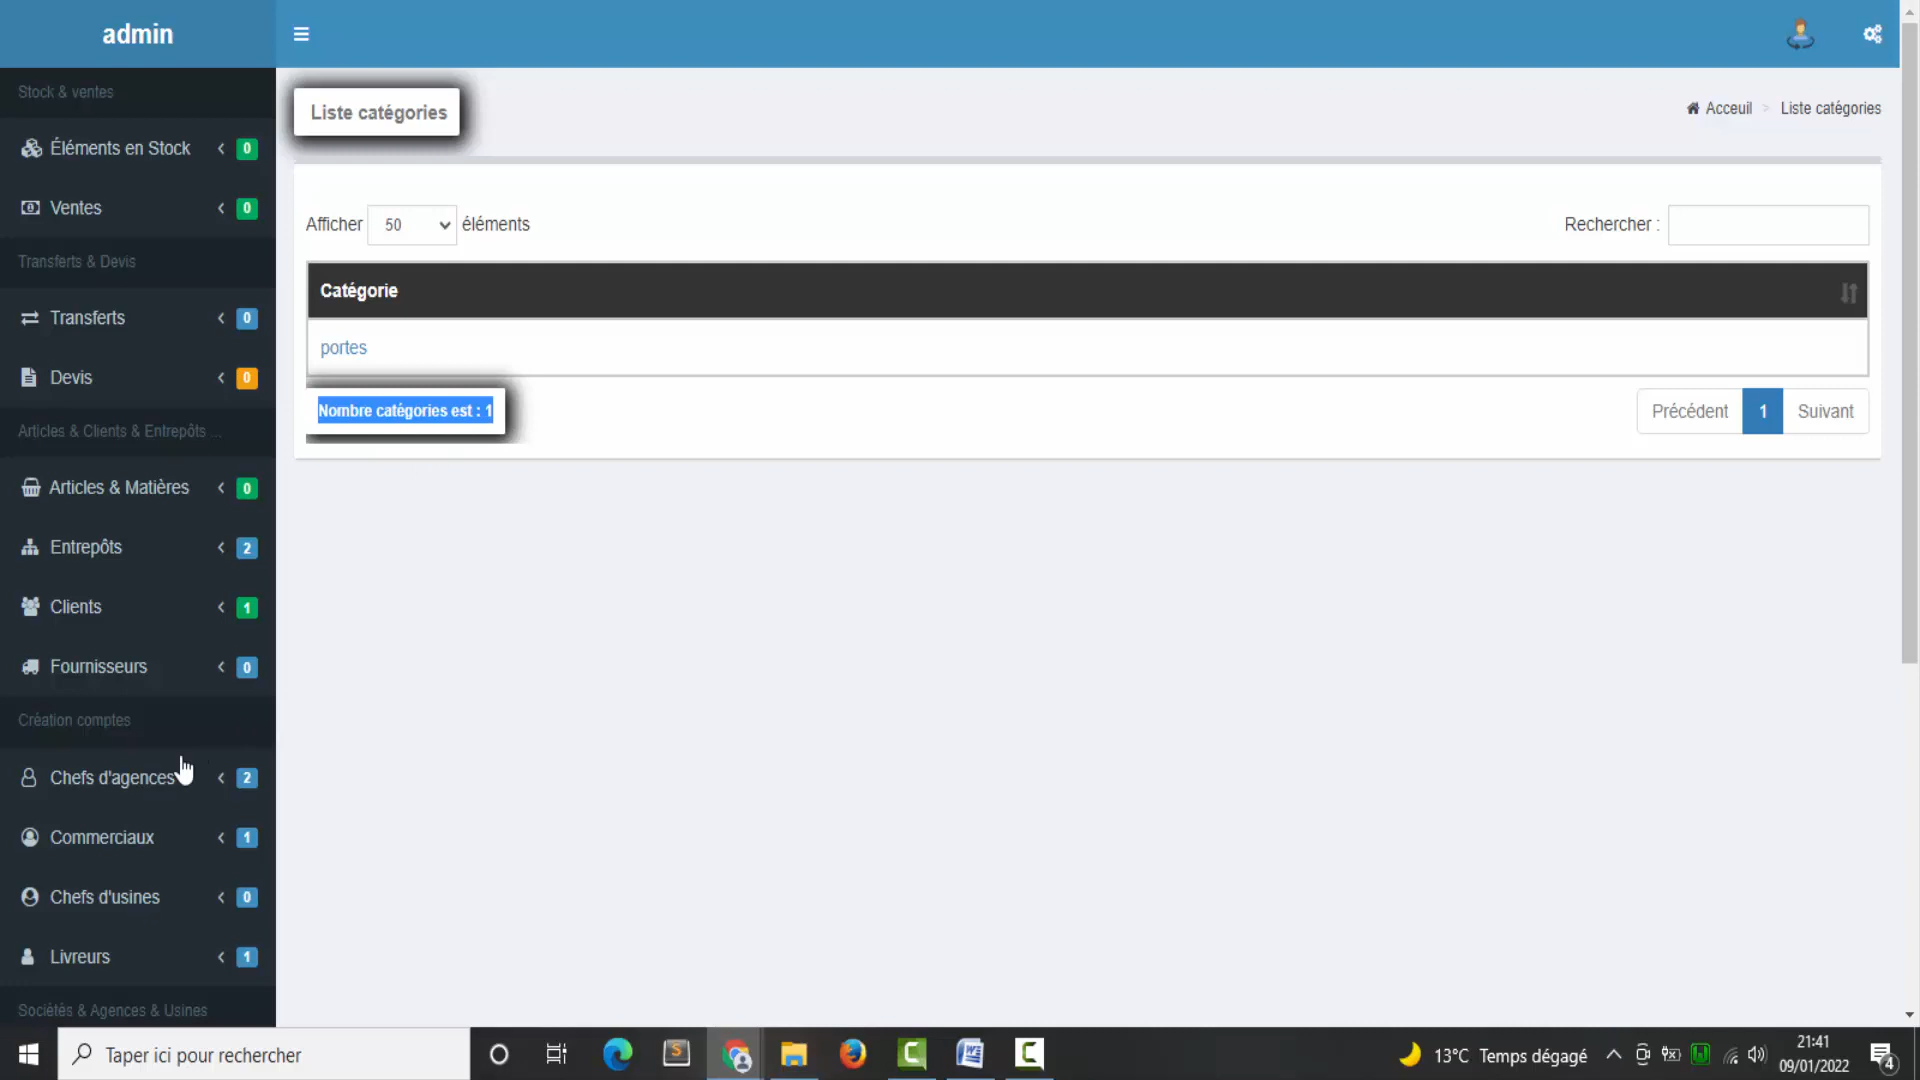 admin
Stock & ventes
Liste catégories
Acceuil > Liste catégories
Éléments en Stock 0
Ventes 0
Afficher 50 éléments
Rechercher :
Transferts & Devis
Catégorie
Transferts 0
portes
Devis 0
Nombre catégories est : 1
Précédent 1 Suivant
Articles & Clients & Entrepôts ...
Articles & Matières 0
Entrepôts 2
Clients 1
Fournisseurs 0
Création comptes
Chefs d'agences 2
Commerciaux 1
Chefs d'usines 0
Livreurs 1
Sociétés & Agences & Usines
Taper ici pour rechercher
13°C Temps dégagé
21:41
09/01/2022
4